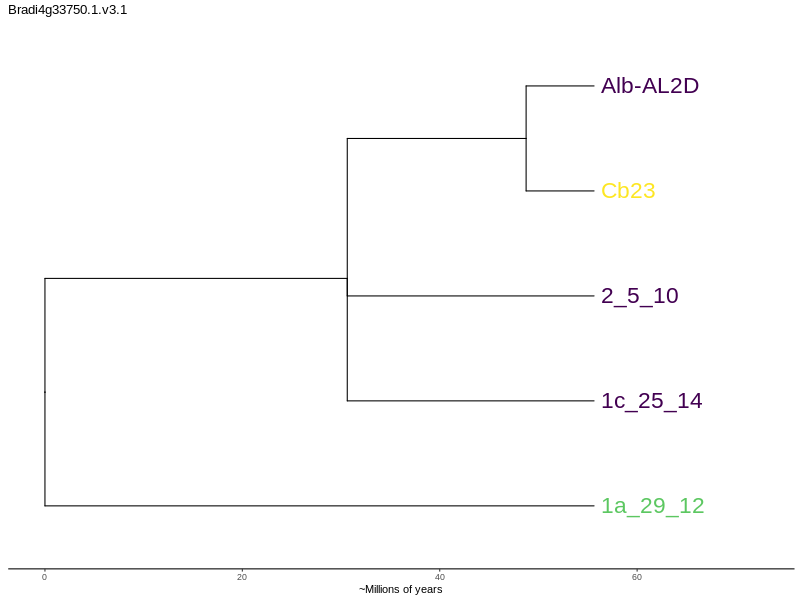 Bradi4g33750.1.v3.1
Alb-AL2D
Cb23
2_5_10
1c_25_14
1a_29_12
0 20 40 60
~Millions of years